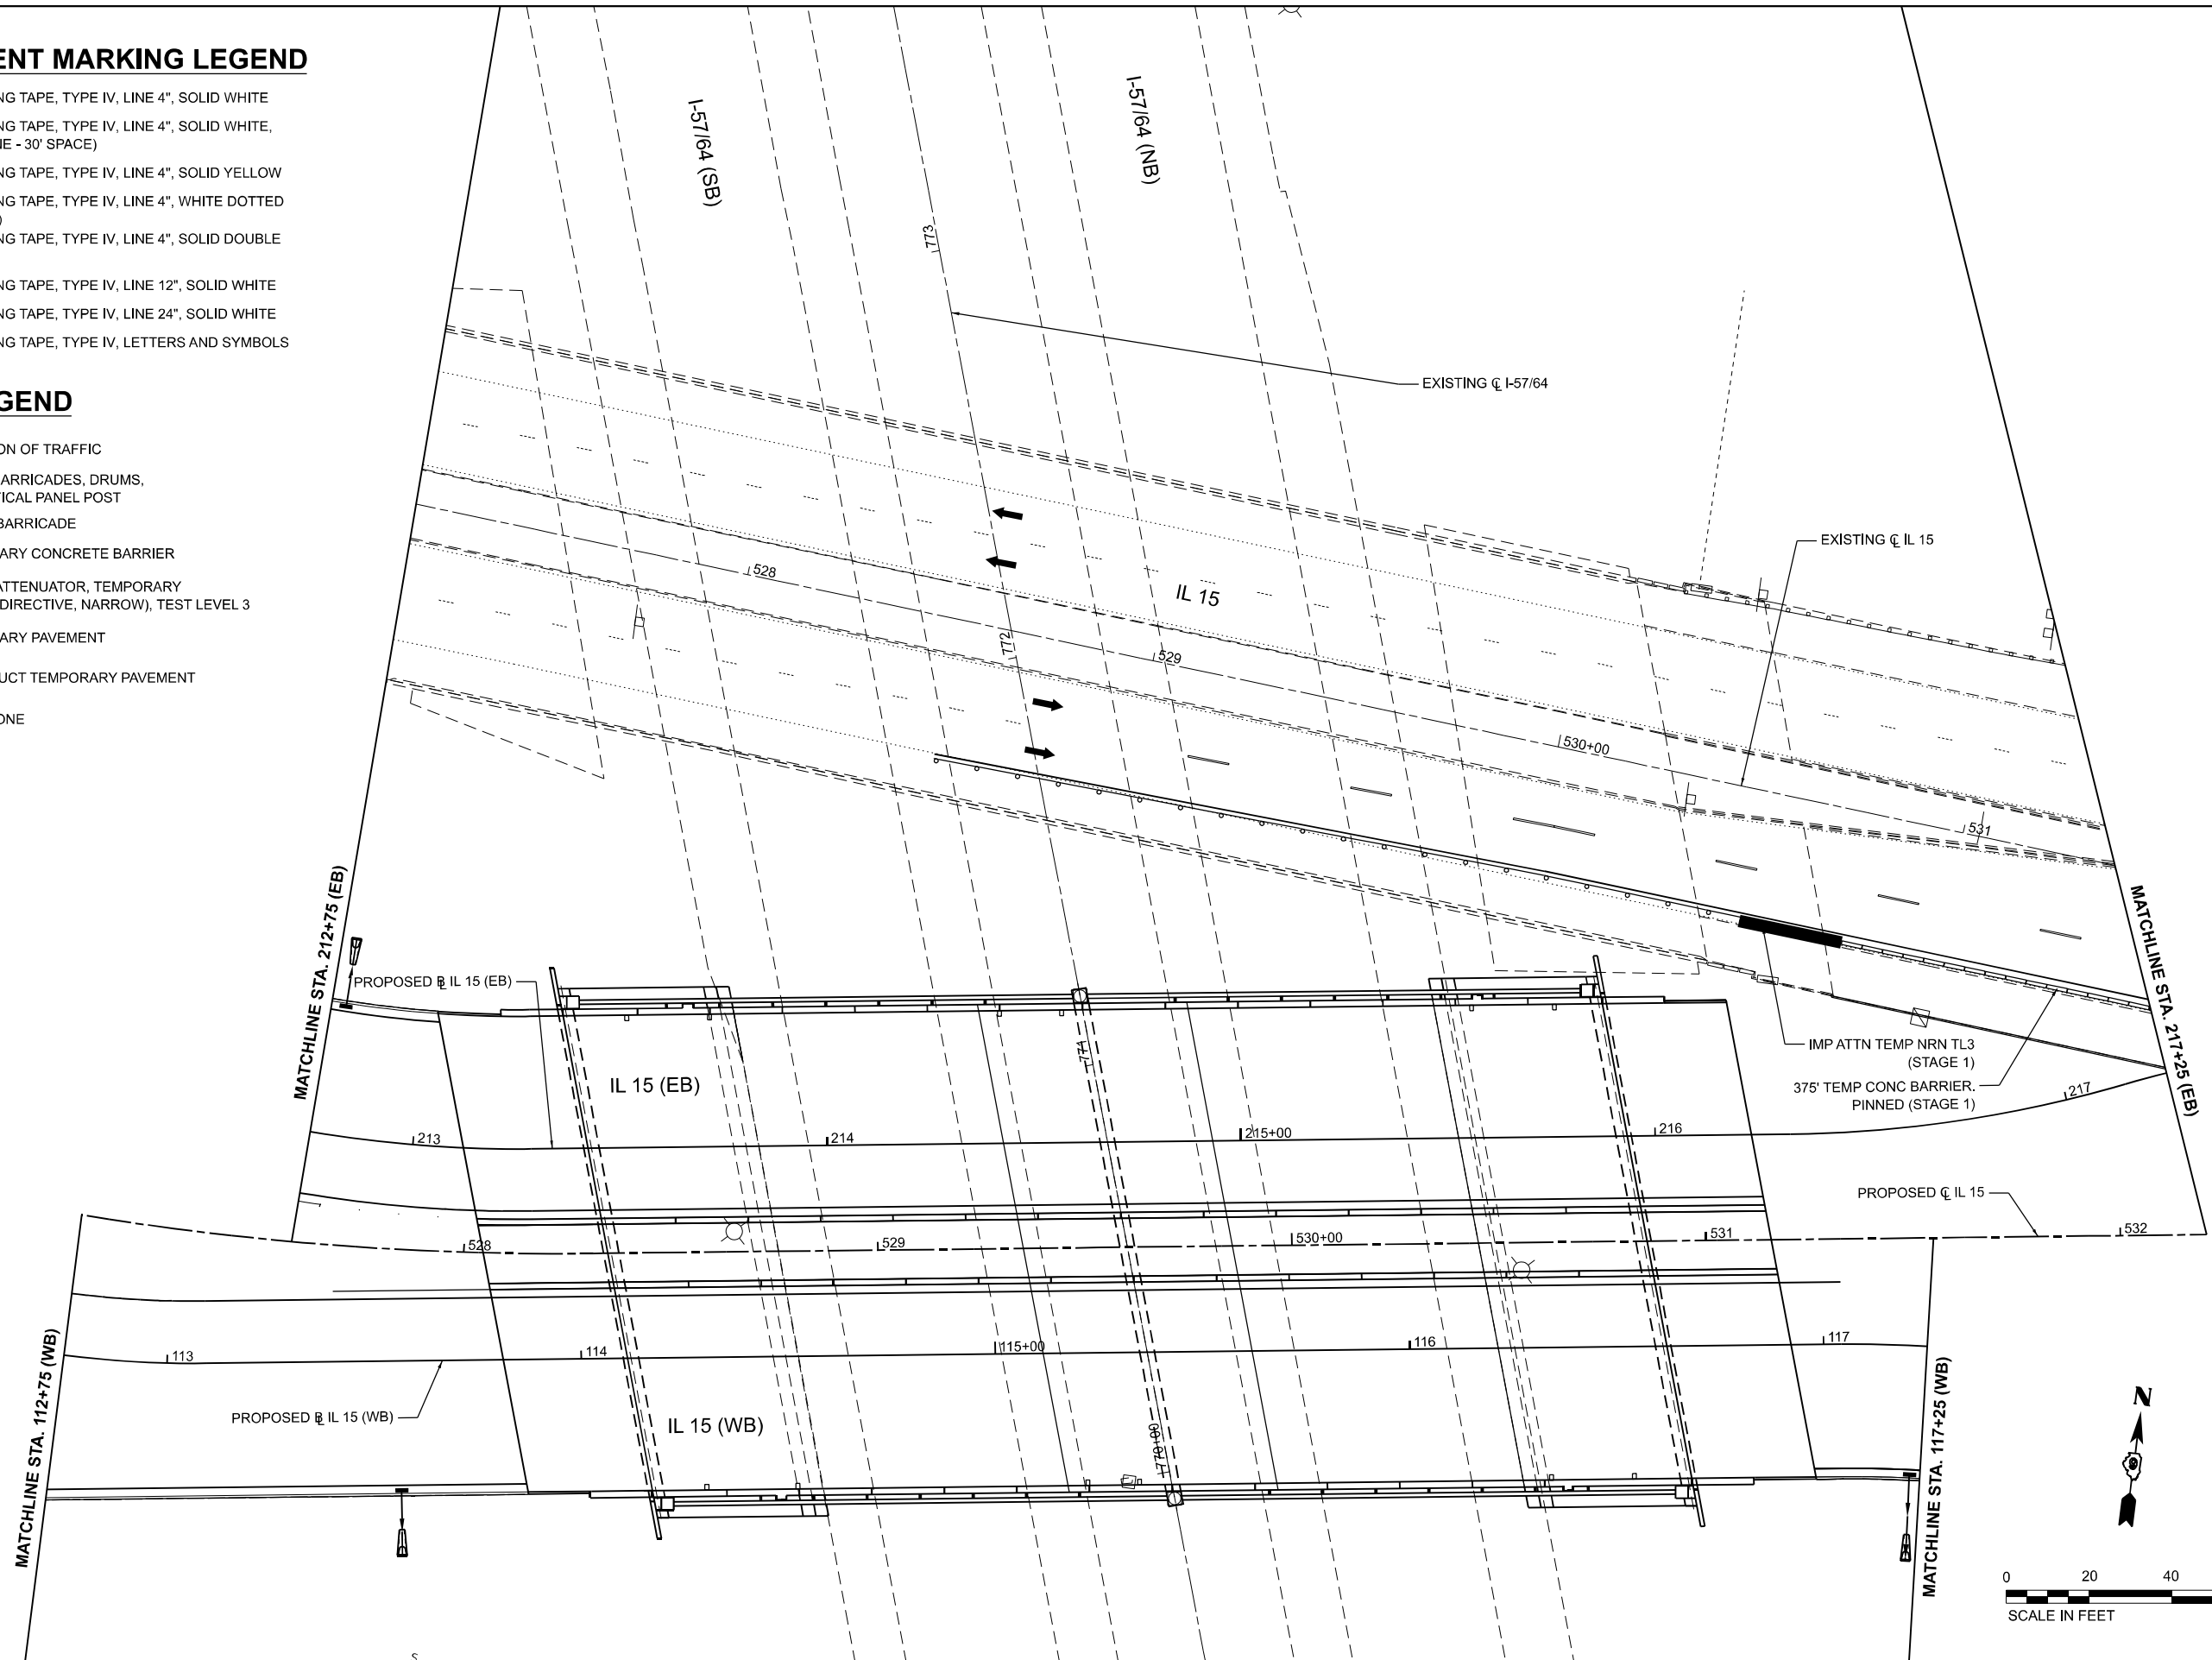 ENT MARKING LEGEND
NG TAPE, TYPE IV, LINE 4", SOLID WHITE
NG TAPE, TYPE IV, LINE 4", SOLID WHITE,
NE - 30' SPACE)
NG TAPE, TYPE IV, LINE 4", SOLID YELLOW
NG TAPE, TYPE IV, LINE 4", WHITE DOTTED
)
NG TAPE, TYPE IV, LINE 4", SOLID DOUBLE
NG TAPE, TYPE IV, LINE 12", SOLID WHITE
NG TAPE, TYPE IV, LINE 24", SOLID WHITE
NG TAPE, TYPE IV, LETTERS AND SYMBOLS
GEND
ON OF TRAFFIC
ARRICADES, DRUMS,
TICAL PANEL POST
BARRICADE
ARY CONCRETE BARRIER
ATTENUATOR, TEMPORARY
DIRECTIVE, NARROW), TEST LEVEL 3
ARY PAVEMENT
UCT TEMPORARY PAVEMENT
ONE
I-57/64 (SB)
I-57/64 (NB)
773
EXISTING ℄ I-57/64
EXISTING ℄ IL 15
528
IL 15
772
529
530+00
531
MATCHLINE STA. 212+75 (EB)
MATCHLINE STA. 217+25 (EB)
PROPOSED B̵L IL 15 (EB)
IMP ATTN TEMP NRN TL3
(STAGE 1)
375' TEMP CONC BARRIER,
PINNED (STAGE 1)
771
IL 15 (EB)
213
214
215+00
216
217
PROPOSED ℄ IL 15
528
529
530+00
531
532
113
114
115+00
116
117
MATCHLINE STA. 112+75 (WB)
MATCHLINE STA. 117+25 (WB)
PROPOSED B̵L IL 15 (WB)
IL 15 (WB)
770+00
N
0 20 40
SCALE IN FEET
S